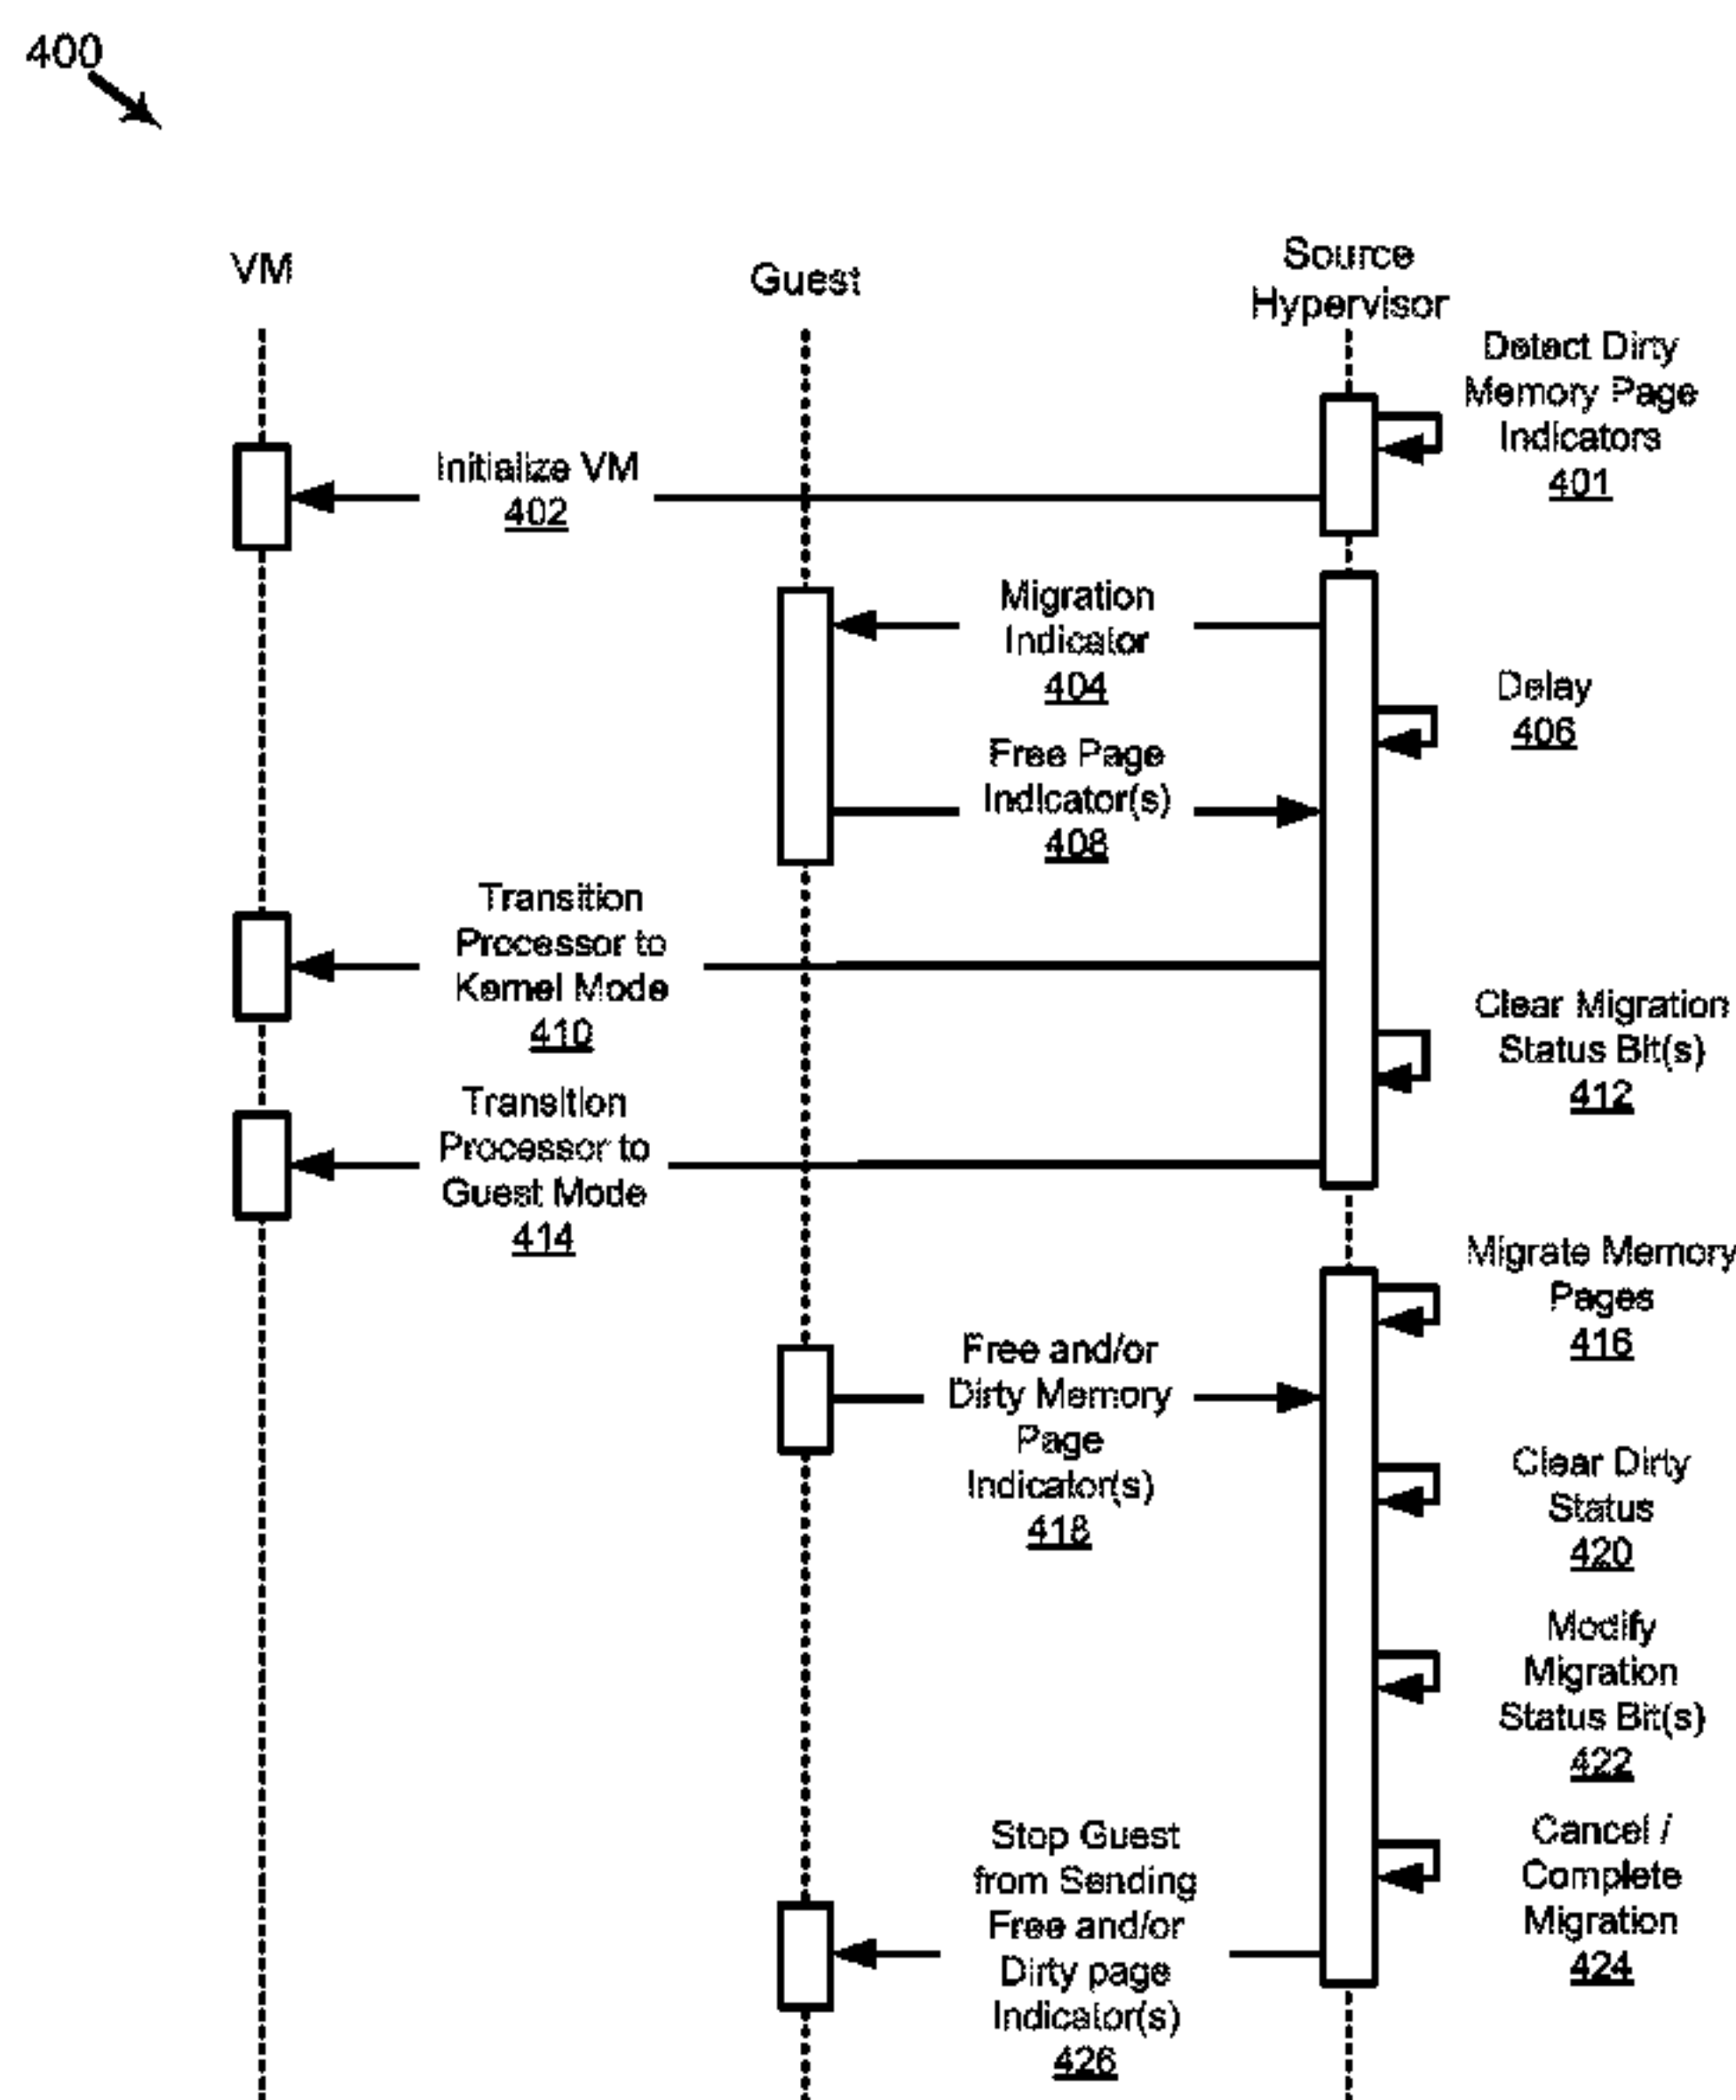 400
VM
Guest
Source
Hypervisor
Detect Dirty
Memory Page
Indicators
401
Initialize VM
402
Migration
Indicator
404
Delay
406
Free Page
Indicator(s)
408
Transition
Processor to
Kernel Mode
410
Clear Migration
Status Bit(s)
412
Transition
Processor to
Guest Mode
414
Migrate Memory
Pages
416
Free and/or
Dirty Memory
Page
Indicator(s)
418
Clear Dirty
Status
420
Modify
Migration
Status Bit(s)
422
Cancel /
Complete
Migration
424
Stop Guest
from Sending
Free and/or
Dirty page
Indicator(s)
426